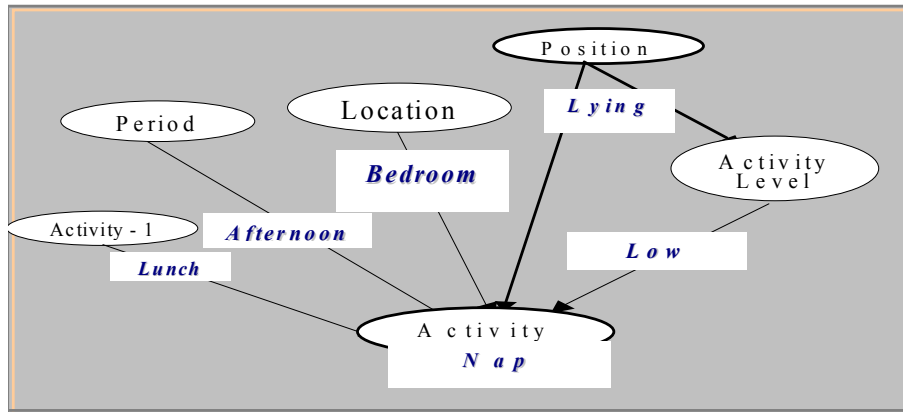 Position
Location
Lying
Period
Bedroom
Activity
Level
Activity - 1
Afternoon
Low
Lunch
Activity
Nap